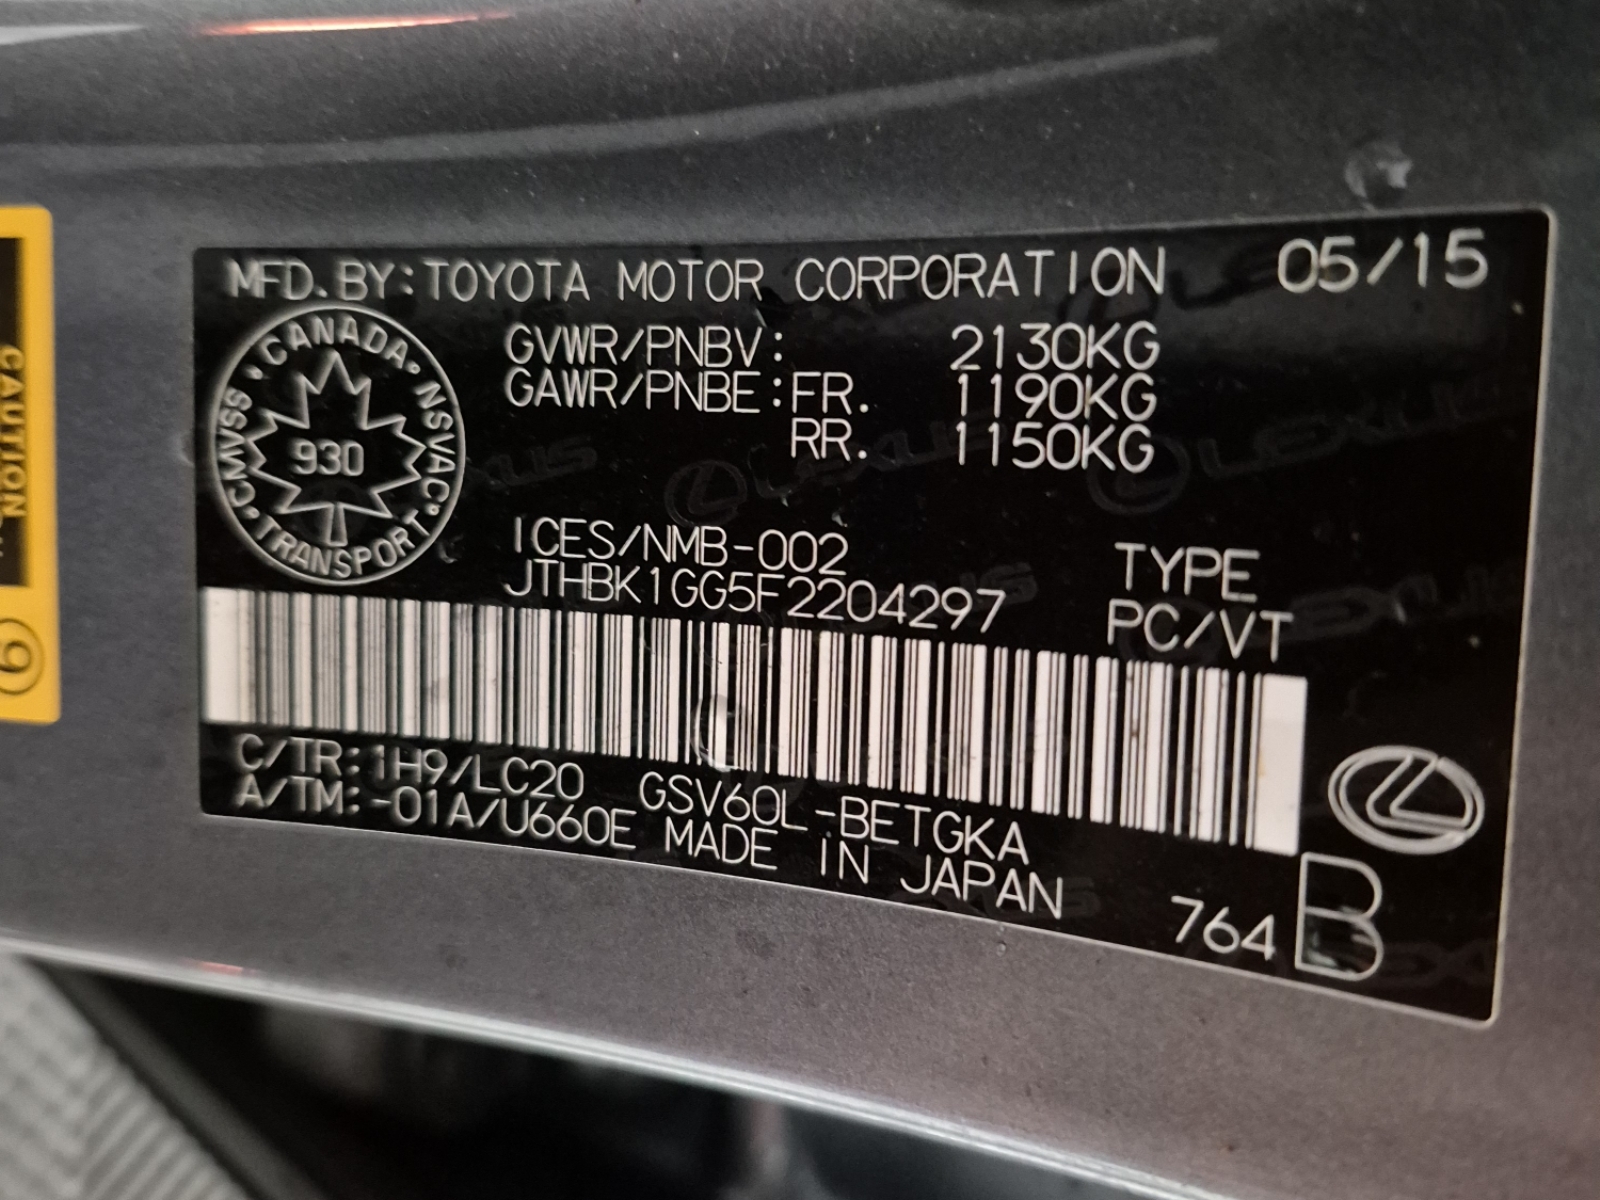 MFD. BY: TOYOTA MOTOR CORPORATION 05/15
GVWR/PNBV: 2130KG
GAWR/PNBE: FR. 1190KG
RR. 1150KG
CANADA · NSVAC · TRANSPORT · CMVSS
930
ICES/NMB-002
JTHBK1GG5F2204297
TYPE
PC/VT
C/TR: 1H9/LC20 GSV60L-BETGKA
A/TM: -01A/U660E MADE IN JAPAN
764 B
CAUTION
LEXUS
LEXUS